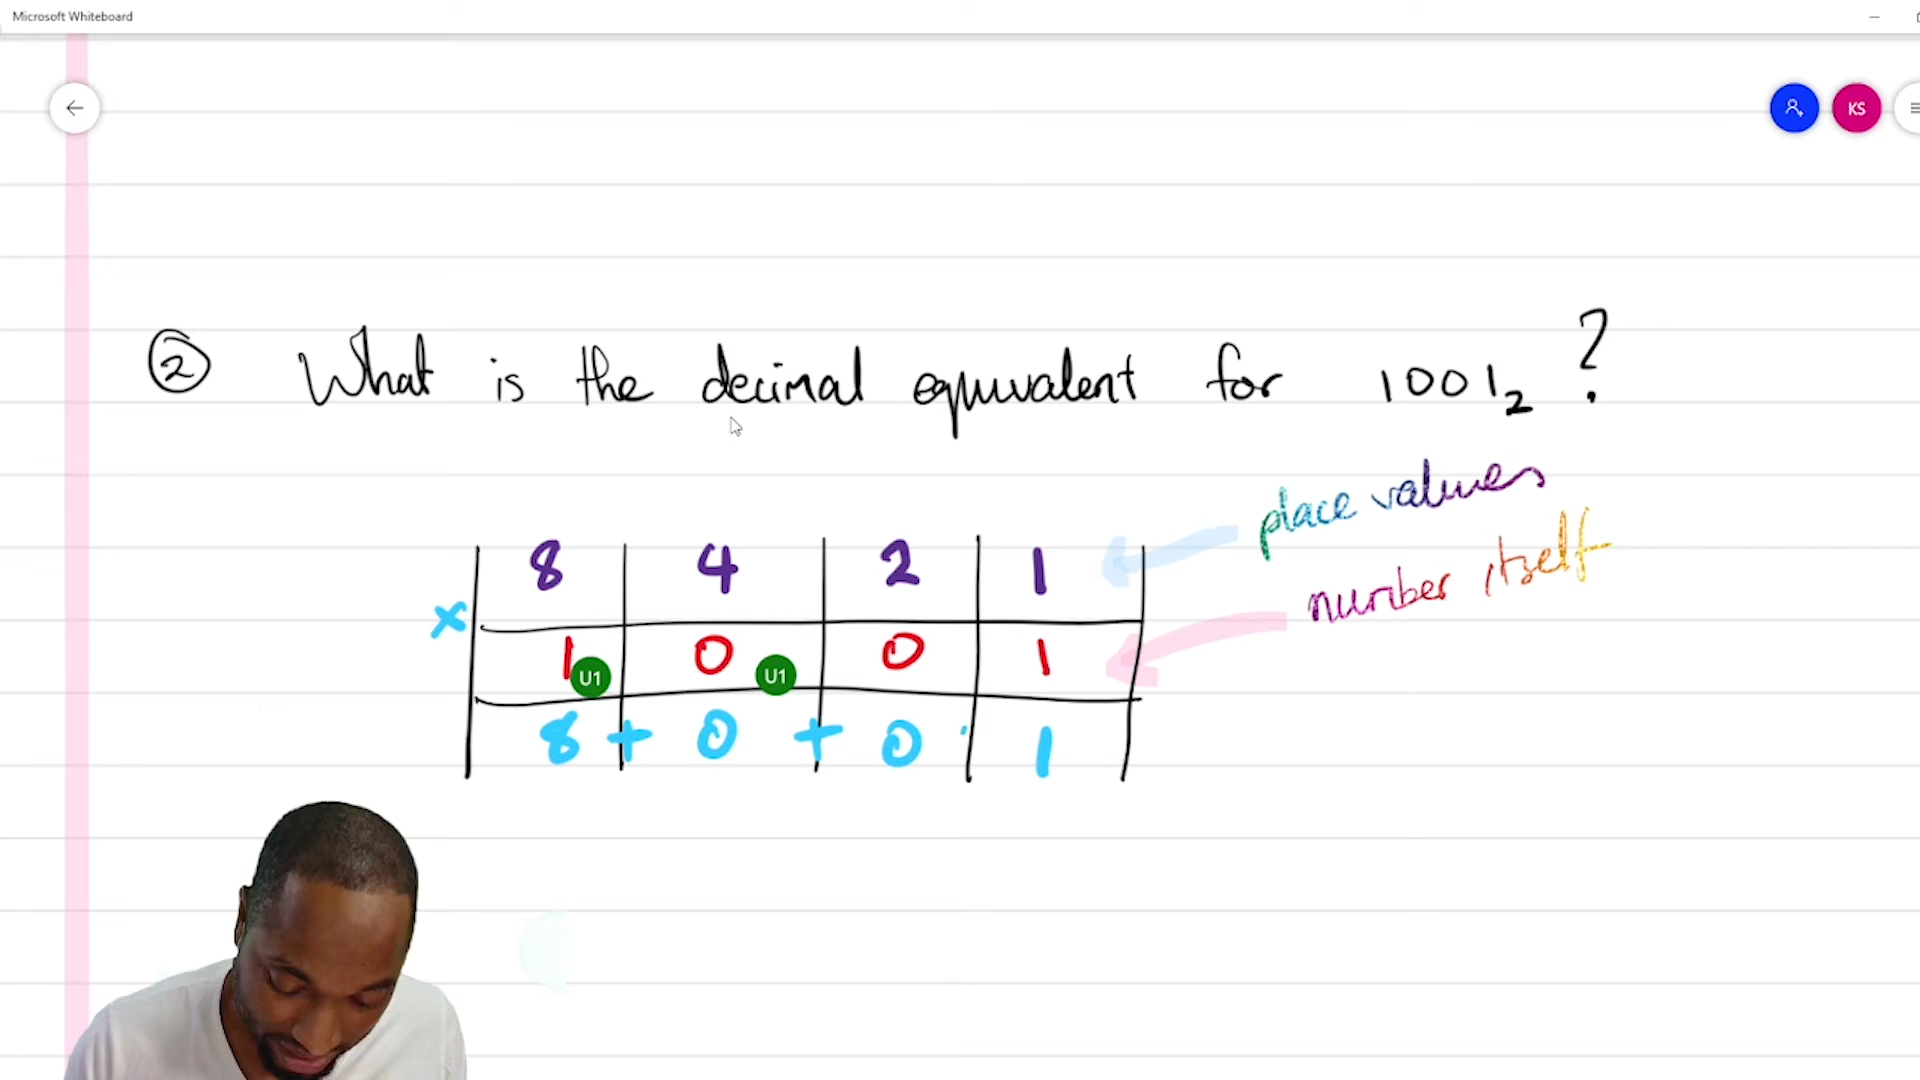 Microsoft Whiteboard
KS
2 What is the decimal equivalent for 1001₂ ?
place values
8 4 2 1
number itself
x
1 0 0 1
U1 U1
8 + 0 + 0 1